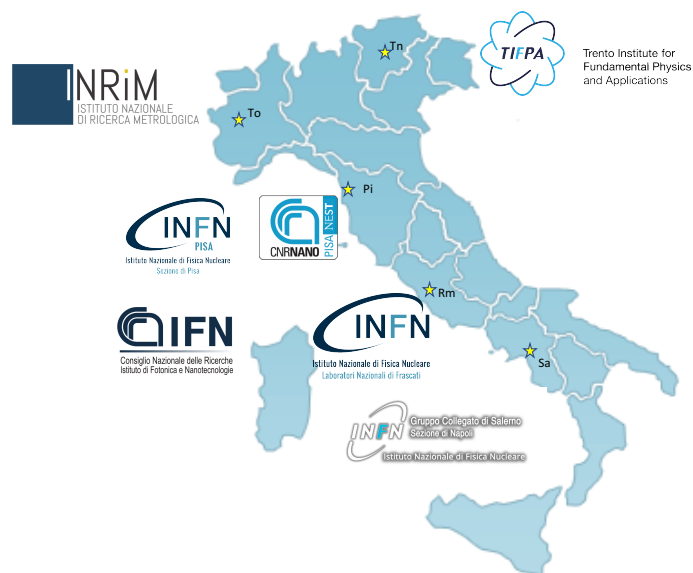 Tn
TIFPA
Trento Institute for
Fundamental Physics
and Applications
INRiM
ISTITUTO NAZIONALE
DI RICERCA METROLOGICA
To
Pi
INFN
PISA
Istituto Nazionale di Fisica Nucleare
Sezione di Pisa
CNRNANO
PISA NEST
Rm
IFN
Consiglio Nazionale delle Ricerche
Istituto di Fotonica e Nanotecnologie
INFN
Istituto Nazionale di Fisica Nucleare
Laboratori Nazionali di Frascati
Sa
INFN
Gruppo Collegato di Salerno
Sezione di Napoli
Istituto Nazionale di Fisica Nucleare